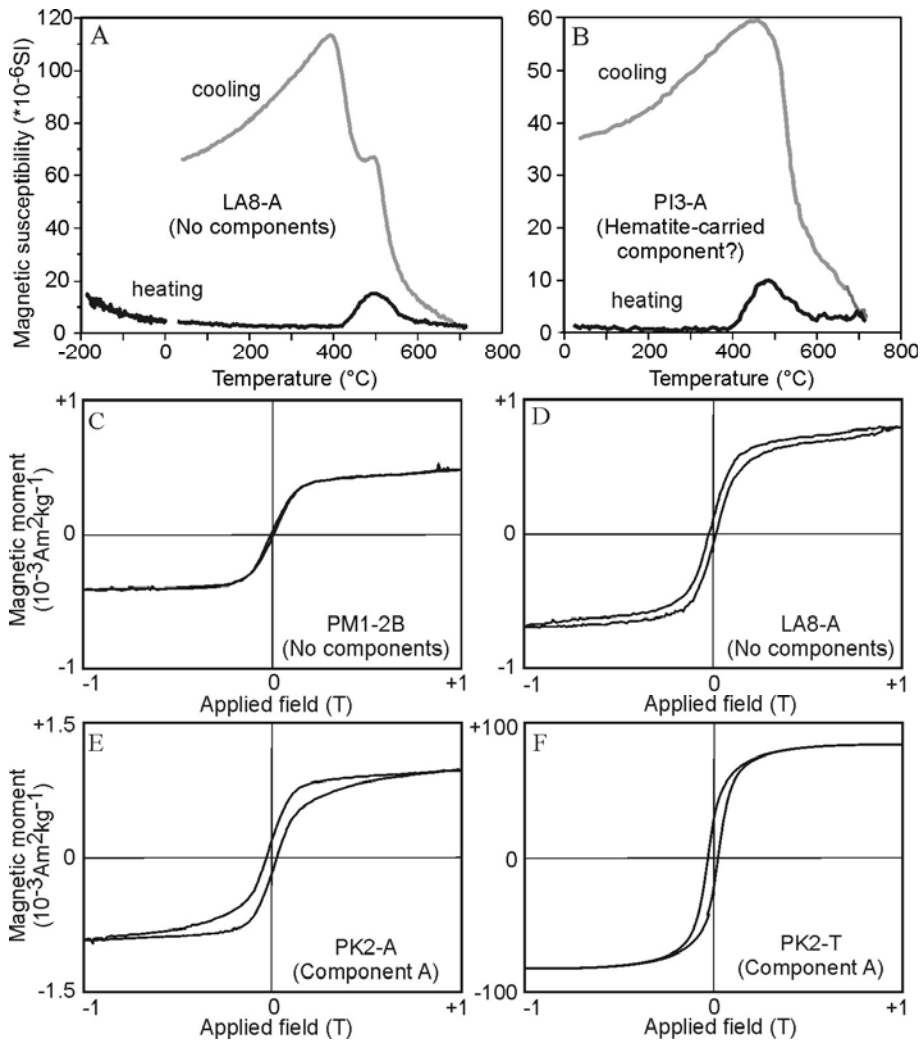 A
Magnetic susceptibility (*10-6SI)
120
100
80
60
40
20
0
cooling
LA8-A
(No components)
heating
-200
0
200
400
600
800
Temperature (°C)
B
60
50
40
30
20
10
0
cooling
PI3-A
(Hematite-carried
component?)
heating
0
200
400
600
800
Temperature (°C)
C
+1
0
-1
Magnetic moment
(10-3Am2kg-1)
PM1-2B
(No components)
-1
0
+1
Applied field (T)
D
+1
0
-1
Magnetic moment
(10-3Am2kg-1)
LA8-A
(No components)
-1
0
+1
Applied field (T)
E
+1.5
0
-1.5
Magnetic moment
(10-3Am2kg-1)
PK2-A
(Component A)
-1
0
+1
Applied field (T)
F
+100
0
-100
PK2-T
(Component A)
-1
0
+1
Applied field (T)